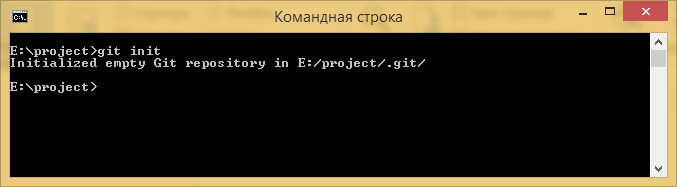 Командная строка
E:\project>git init
Initialized empty Git repository in E:/project/.git/
E:\project>